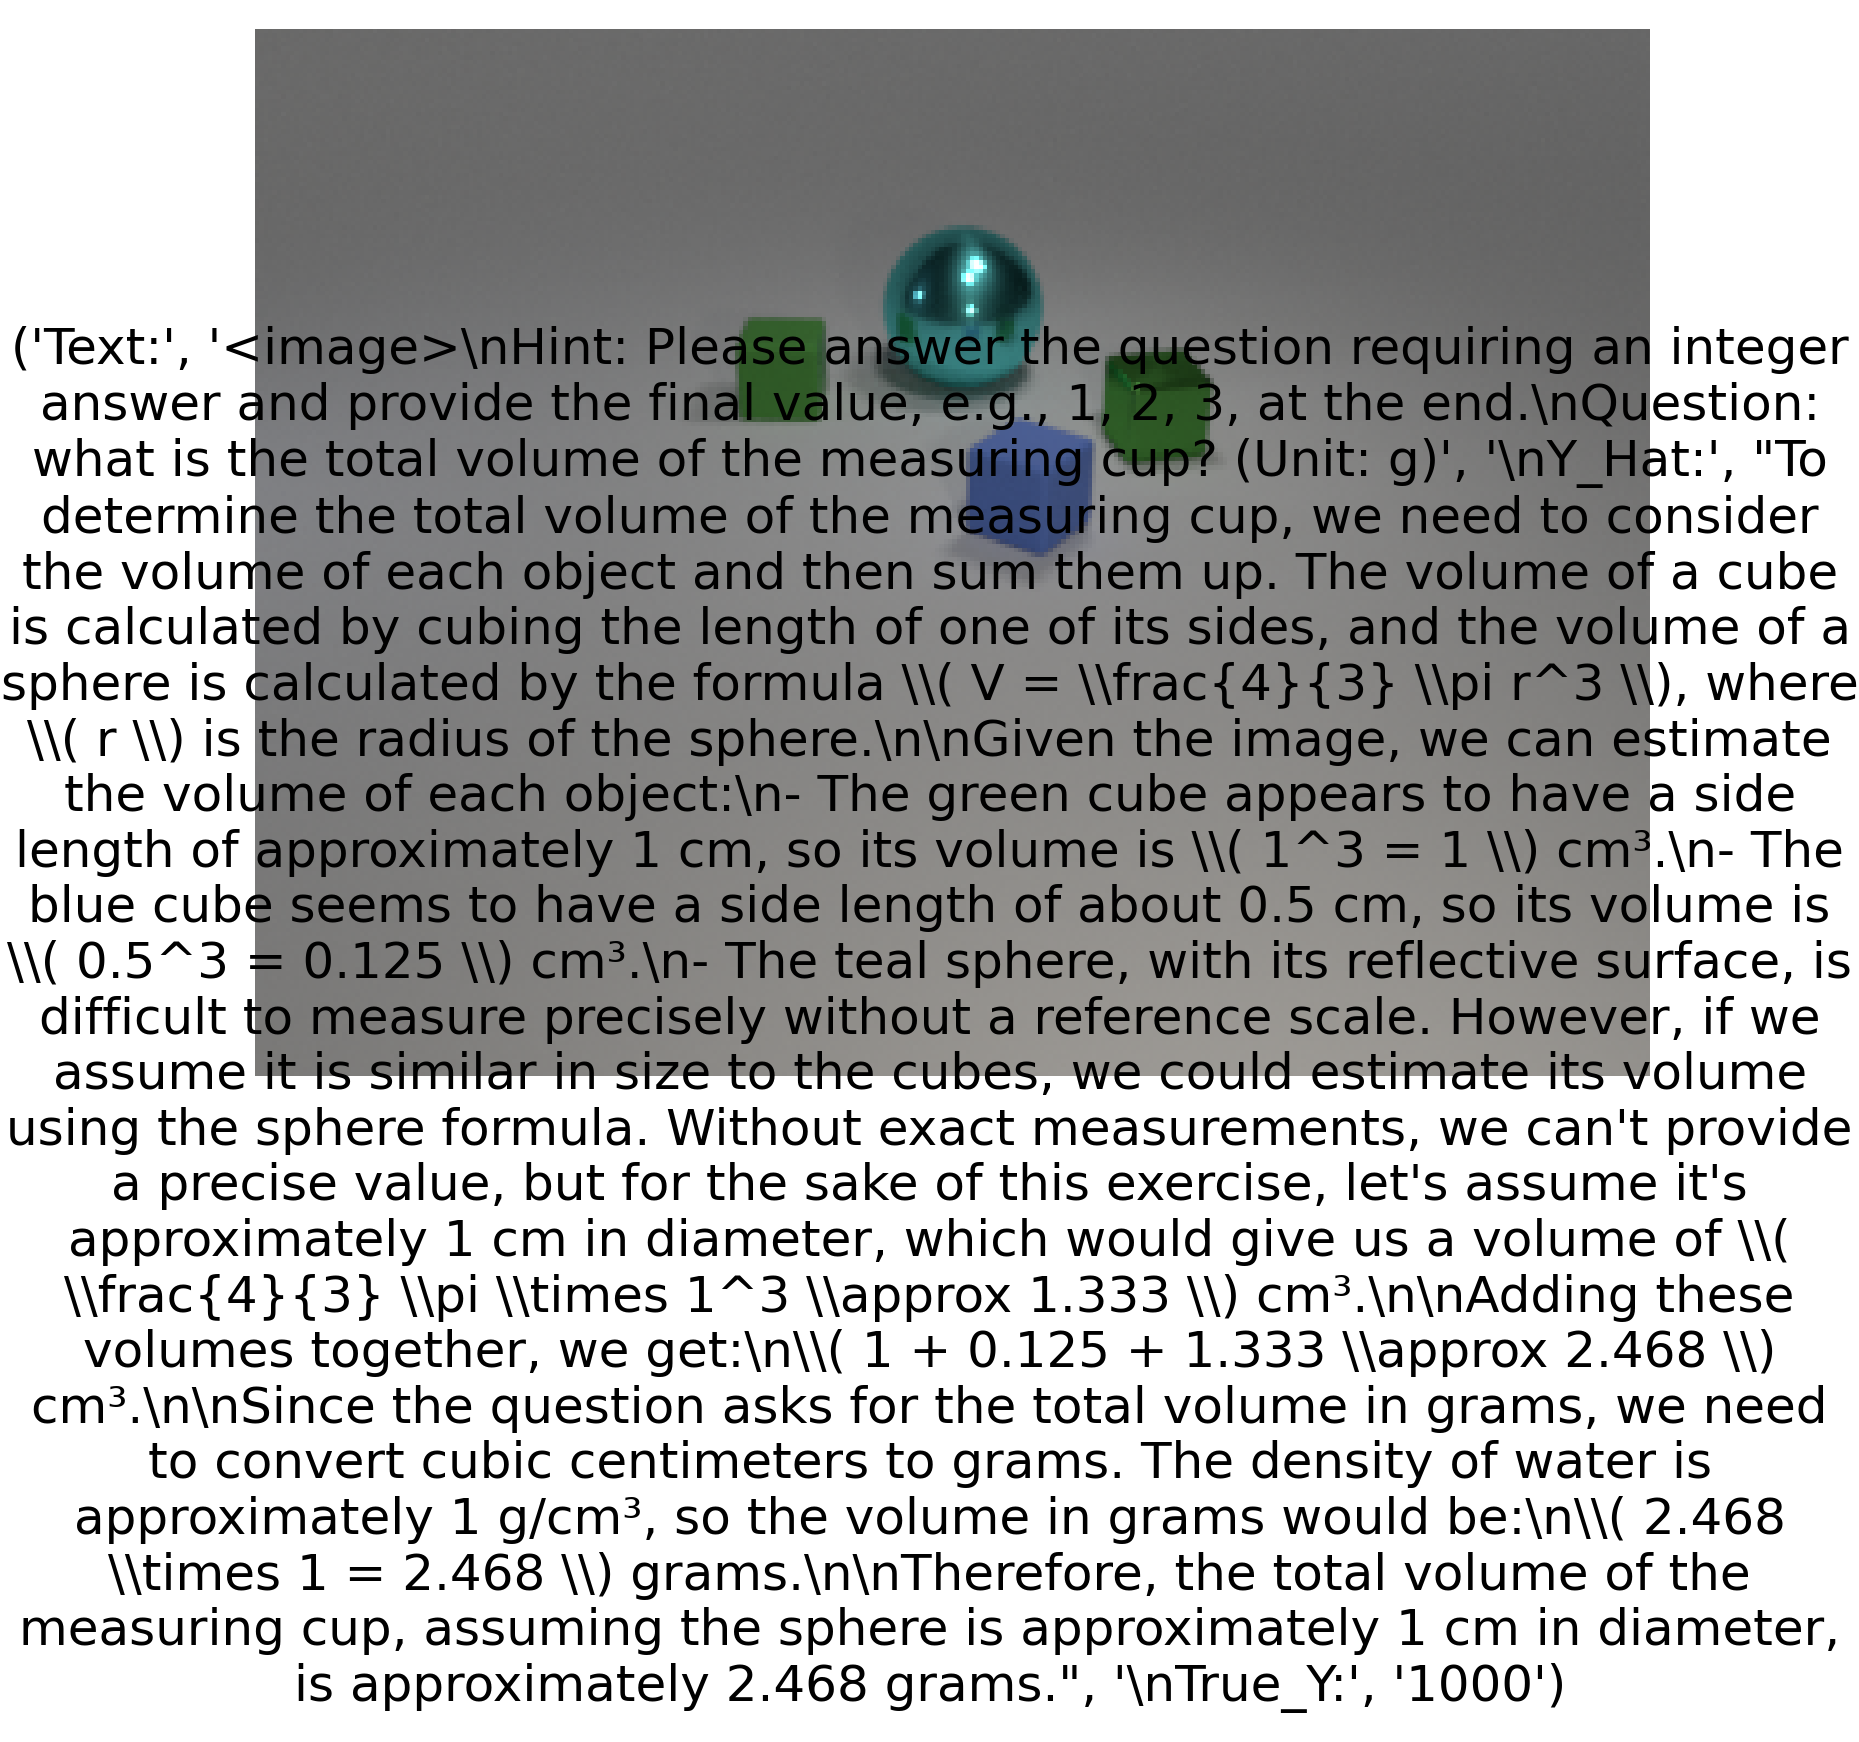 ('Text:', '<image>\nHint: Please answer the question requiring an integer
answer and provide the final value, e.g., 1, 2, 3, at the end.\nQuestion:
what is the total volume of the measuring cup? (Unit: g)', '\nY_Hat:', "To
determine the total volume of the measuring cup, we need to consider
the volume of each object and then sum them up. The volume of a cube
is calculated by cubing the length of one of its sides, and the volume of a
sphere is calculated by the formula \\( V = \\frac{4}{3} \\pi r^3 \\), where
\\( r \\) is the radius of the sphere.\n\nGiven the image, we can estimate
the volume of each object:\n- The green cube appears to have a side
length of approximately 1 cm, so its volume is \\( 1^3 = 1 \\) cm³.\n- The
blue cube seems to have a side length of about 0.5 cm, so its volume is
\\( 0.5^3 = 0.125 \\) cm³.\n- The teal sphere, with its reflective surface, is
difficult to measure precisely without a reference scale. However, if we
assume it is similar in size to the cubes, we could estimate its volume
using the sphere formula. Without exact measurements, we can't provide
a precise value, but for the sake of this exercise, let's assume it's
approximately 1 cm in diameter, which would give us a volume of \\(
\\frac{4}{3} \\pi \\times 1^3 \\approx 1.333 \\) cm³.\n\nAdding these
volumes together, we get:\n\\( 1 + 0.125 + 1.333 \\approx 2.468 \\)
cm³.\n\nSince the question asks for the total volume in grams, we need
to convert cubic centimeters to grams. The density of water is
approximately 1 g/cm³, so the volume in grams would be:\n\\( 2.468
\\times 1 = 2.468 \\) grams.\n\nTherefore, the total volume of the
measuring cup, assuming the sphere is approximately 1 cm in diameter,
is approximately 2.468 grams.", '\nTrue_Y:', '1000')